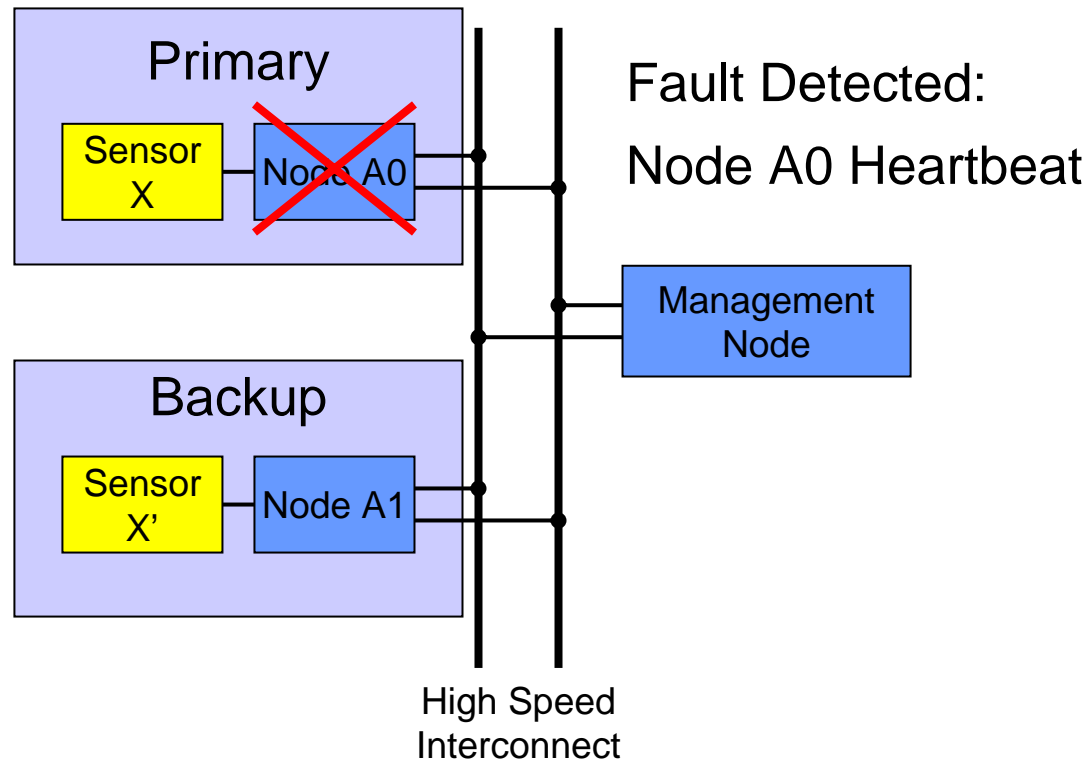 Primary
Sensor
X
Node A0
Fault Detected:
Node A0 Heartbeat
Management
Node
Backup
Sensor
X’
Node A1
High Speed
Interconnect